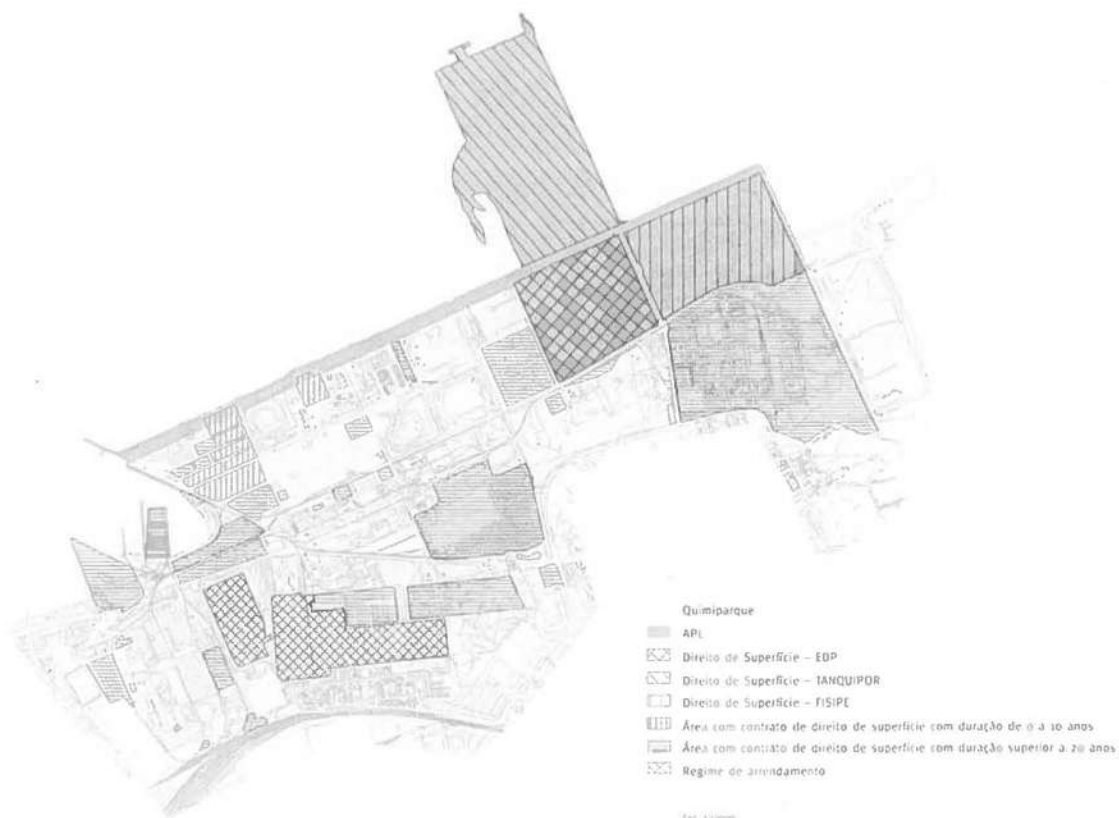 Quimiparque
APL
Direito de Superfície – EDP
Direito de Superfície – TANQUIPOR
Direito de Superfície – FISIPE
Área com contrato de direito de superfície com duração de 0 a 10 anos
Área com contrato de direito de superfície com duração superior a 20 anos
Regime de arrendamento